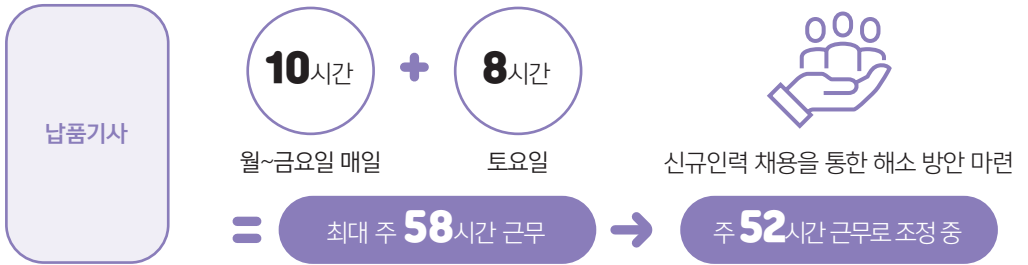 납품기사
10시간 + 8시간
월~금요일 매일 토요일 신규인력 채용을 통한 해소 방안 마련
= 최대 주 58시간 근무 → 주 52시간 근무로 조정 중